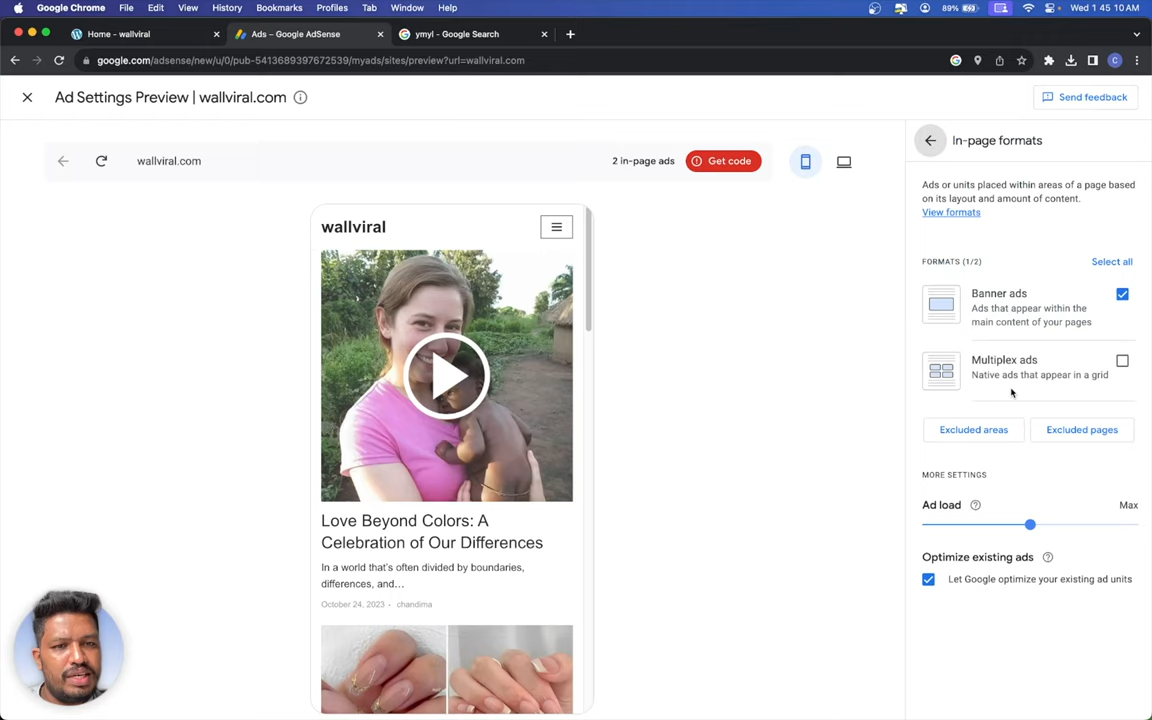 Google Chrome File Edit View History Bookmarks Profiles Tab Window Help 89% Wed 1 45 10 AM
Home - wallviral Ads – Google AdSense ymyl - Google Search
google.com/adsense/new/u/0/pub-5413689397672539/myads/sites/preview?url=wallviral.com C
Ad Settings Preview | wallviral.com Send feedback
In-page formats
wallviral.com 2 in-page ads Get code
Ads or units placed within areas of a page based
on its layout and amount of content.
View formats
wallviral
FORMATS (1/2) Select all
Banner ads
Ads that appear within the
main content of your pages
Multiplex ads
Native ads that appear in a grid
Excluded areas Excluded pages
MORE SETTINGS
Ad load Max
Optimize existing ads
Let Google optimize your existing ad units
Love Beyond Colors: A
Celebration of Our Differences
In a world that's often divided by boundaries,
differences, and…
October 24, 2023 - chandima